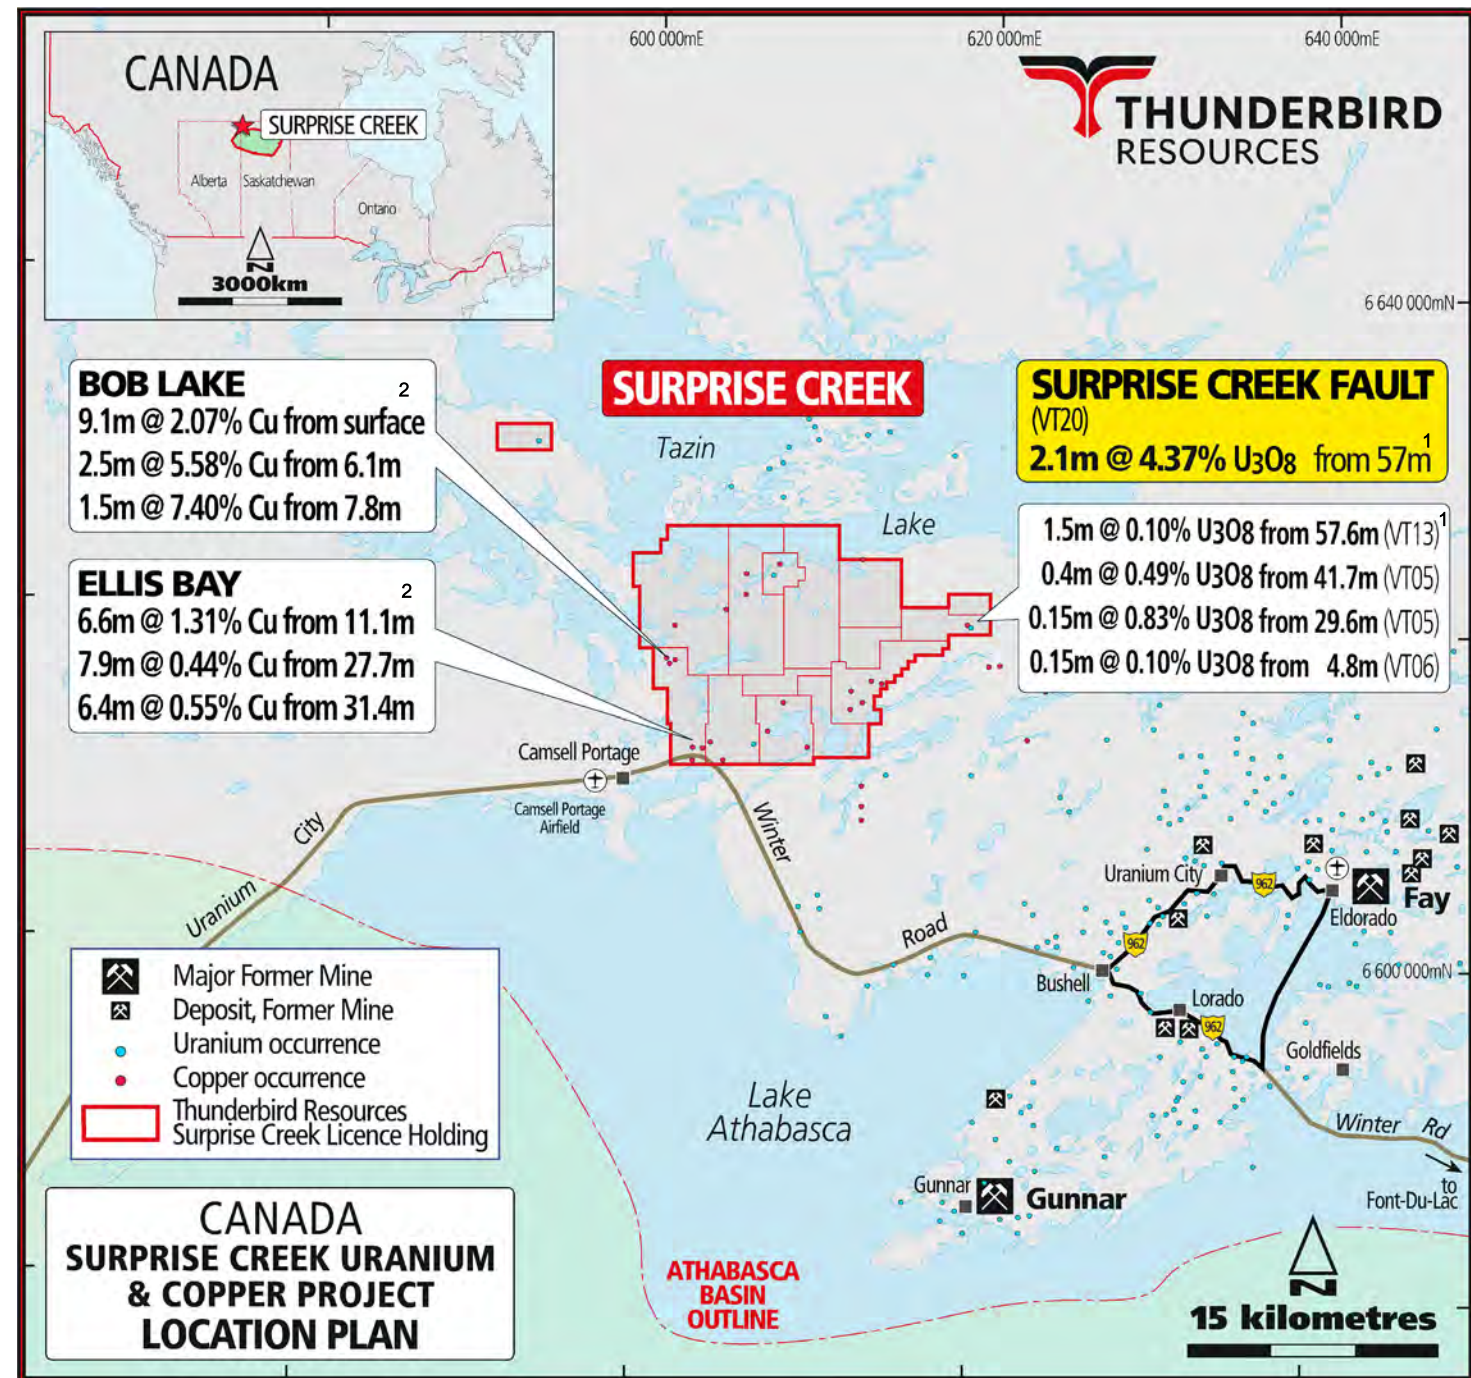 600 000mE
620 000mE
640 000mE
CANADA
SURPRISE CREEK
Alberta
Saskatchewan
Ontario
N
3000km
THUNDERBIRD
RESOURCES
6 640 000mN
BOB LAKE 2
9.1m @ 2.07% Cu from surface
2.5m @ 5.58% Cu from 6.1m
1.5m @ 7.40% Cu from 7.8m
SURPRISE CREEK
SURPRISE CREEK FAULT
(VT20)
2.1m @ 4.37% U3O8 from 57m 1
Tazin
Lake
1.5m @ 0.10% U3O8 from 57.6m (VT13) 1
0.4m @ 0.49% U3O8 from 41.7m (VT05)
0.15m @ 0.83% U3O8 from 29.6m (VT05)
0.15m @ 0.10% U3O8 from 4.8m (VT06)
ELLIS BAY 2
6.6m @ 1.31% Cu from 11.1m
7.9m @ 0.44% Cu from 27.7m
6.4m @ 0.55% Cu from 31.4m
Camsell Portage
Camsell Portage
Airfield
Uranium
City
Winter
Road
Uranium City
962
Eldorado
Fay
962
Bushell
6 600 000mN
Lorado
962
Goldfields
Major Former Mine
Deposit, Former Mine
Uranium occurrence
Copper occurrence
Thunderbird Resources
Surprise Creek Licence Holding
Lake
Athabasca
Winter Rd
to
Font-Du-Lac
Gunnar
Gunnar
CANADA
SURPRISE CREEK URANIUM
& COPPER PROJECT
LOCATION PLAN
ATHABASCA
BASIN
OUTLINE
N
15 kilometres